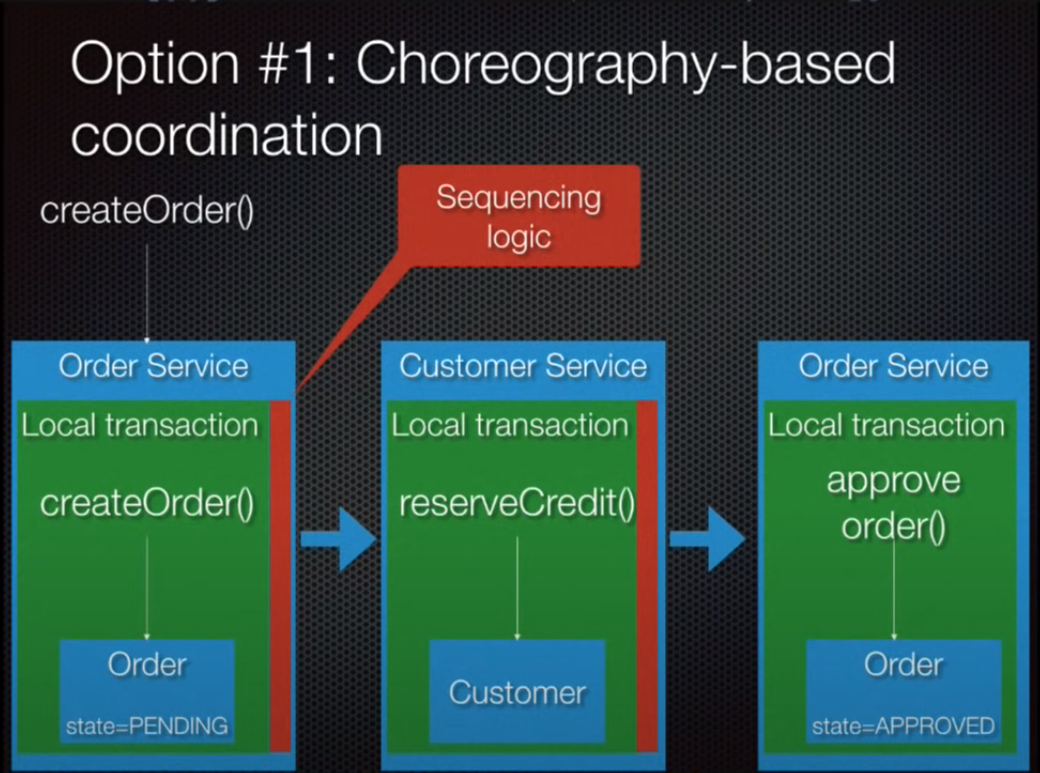 Option #1: Choreography-based
coordination
createOrder()
Sequencing
logic
Order Service
Local transaction
createOrder()
Order
state=PENDING
Customer Service
Local transaction
reserveCredit()
Customer
Order Service
Local transaction
approve
order()
Order
state=APPROVED